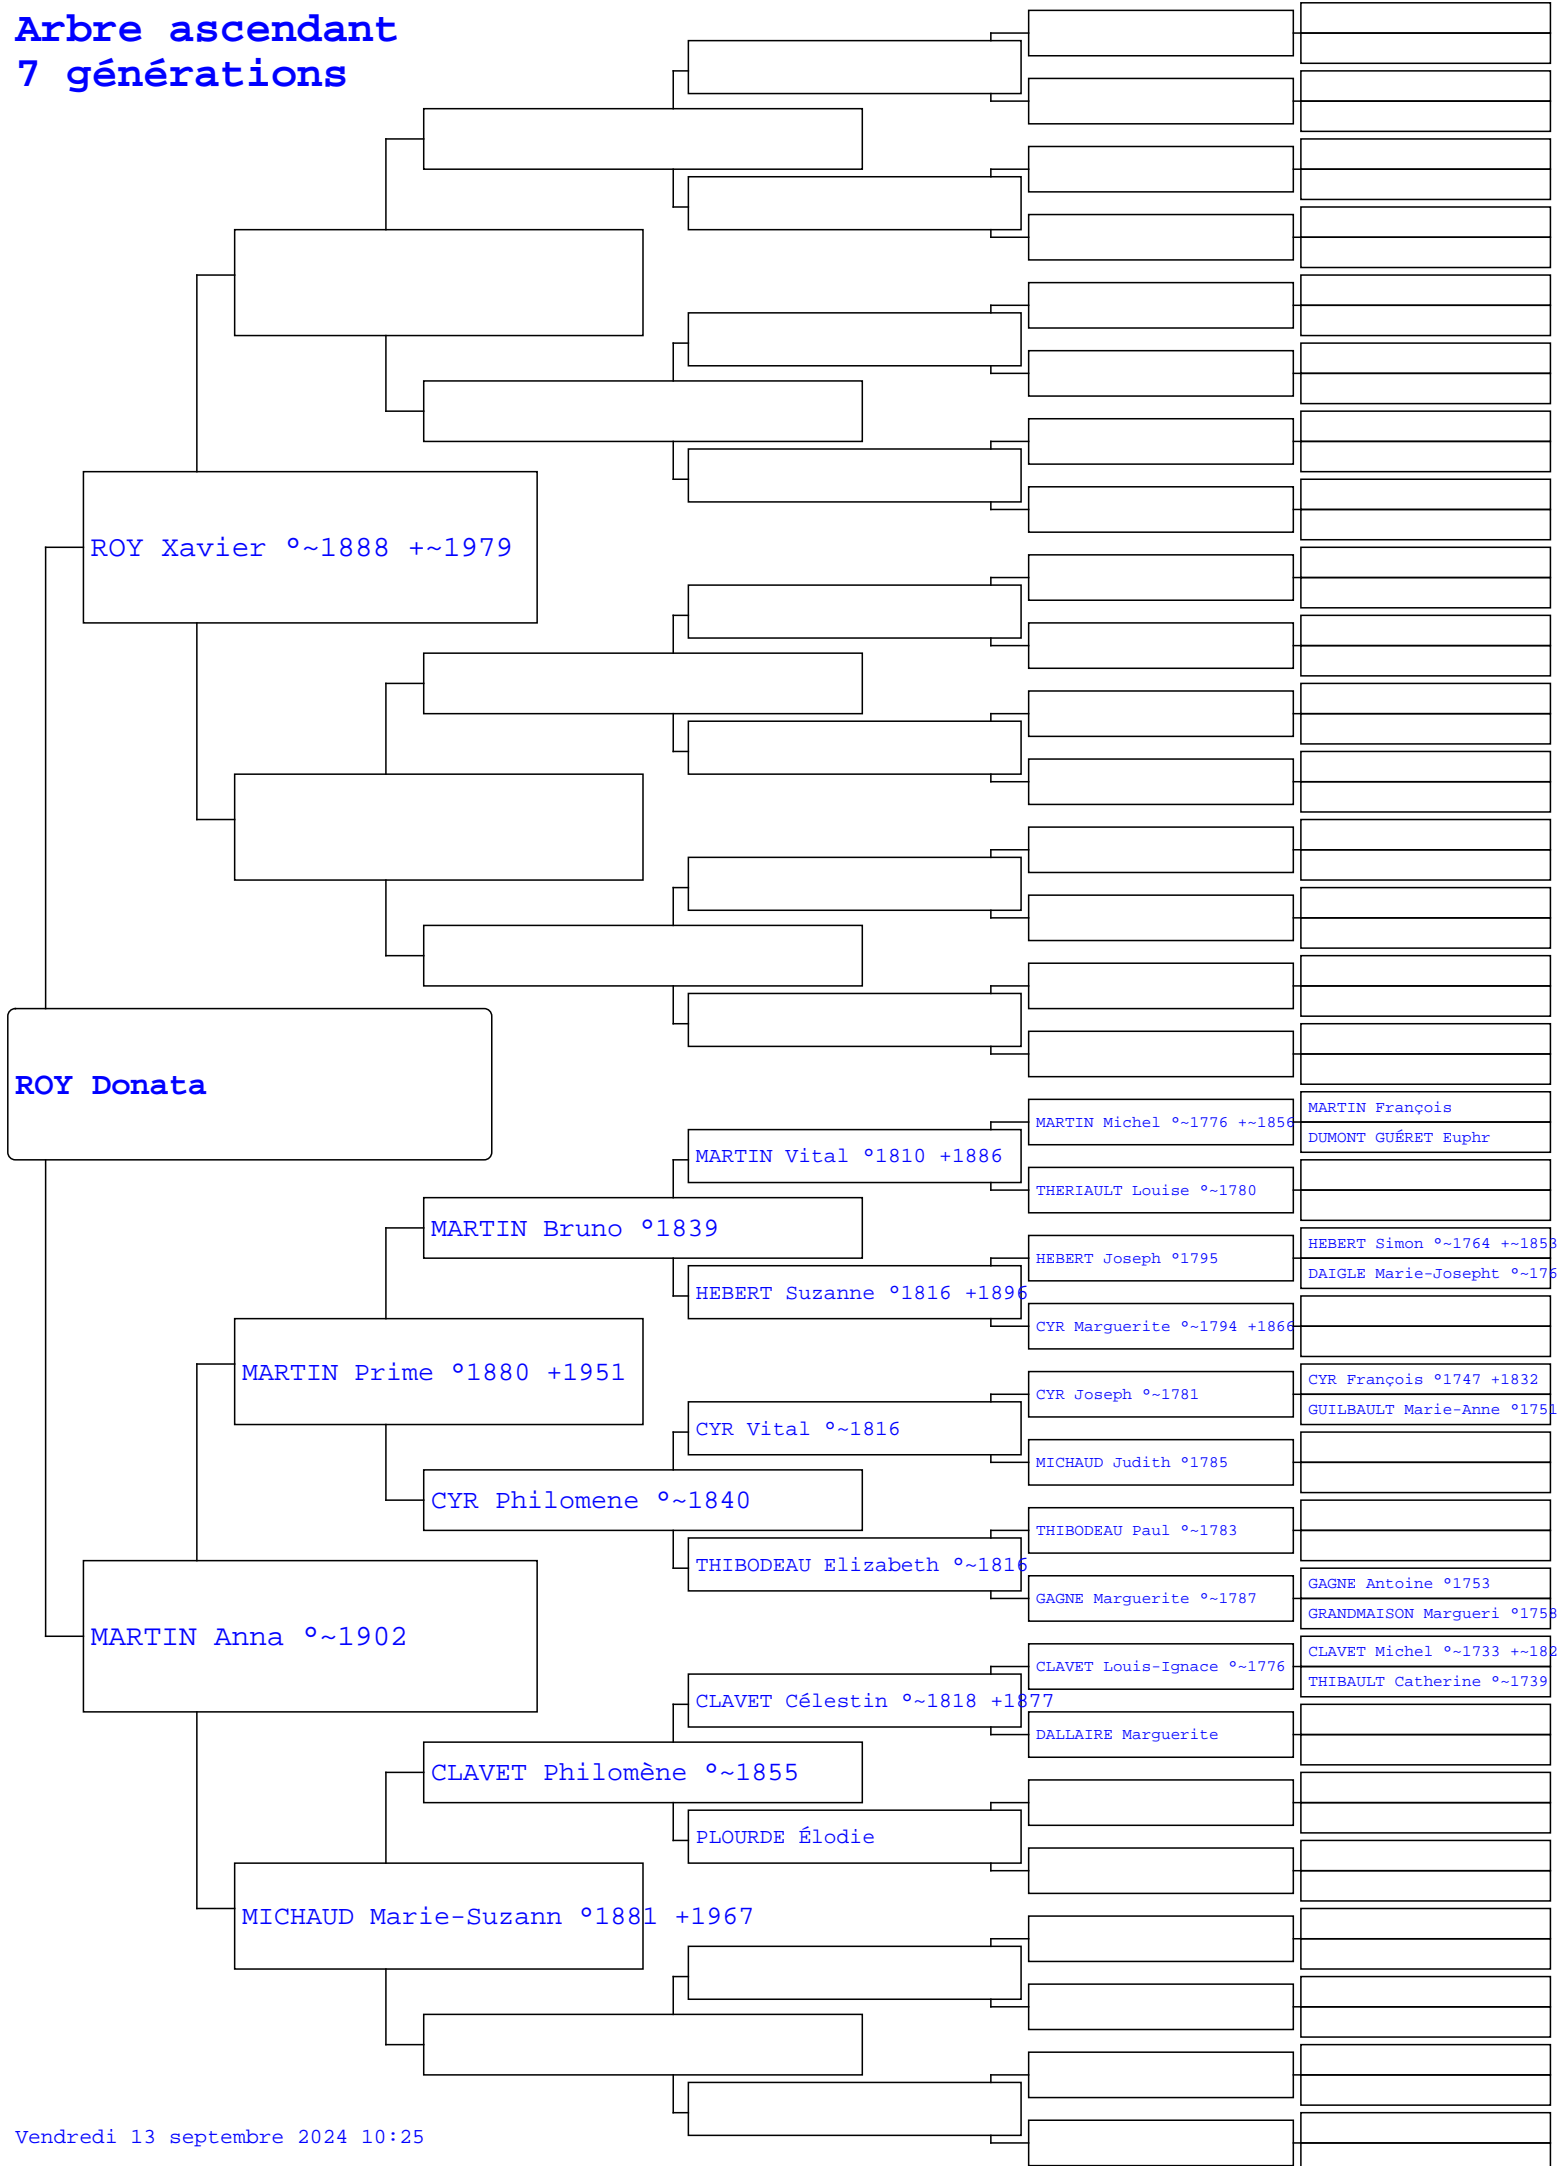 Arbre ascendant
7 générations
ROY Xavier °~1888 +~1979
ROY Donata
MARTIN Michel °~1776 +~1856
MARTIN François
DUMONT GUÉRET Euphr
MARTIN Vital °1810 +1886
THERIAULT Louise °~1780
MARTIN Bruno °1839
HEBERT Joseph °1795
HEBERT Simon °~1764 +~1853
DAIGLE Marie-Josepht °~176
HEBERT Suzanne °1816 +1896
CYR Marguerite °~1794 +1866
MARTIN Prime °1880 +1951
CYR Joseph °~1781
CYR François °1747 +1832
GUILBAULT Marie-Anne °1751
CYR Vital °~1816
MICHAUD Judith °1785
CYR Philomene °~1840
THIBODEAU Paul °~1783
THIBODEAU Elizabeth °~1816
GAGNE Marguerite °~1787
GAGNE Antoine °1753
GRANDMAISON Margueri °1758
MARTIN Anna °~1902
CLAVET Louis-Ignace °~1776
CLAVET Michel °~1733 +~182
THIBAULT Catherine °~1739
CLAVET Célestin °~1818 +1877
DALLAIRE Marguerite
CLAVET Philomène °~1855
PLOURDE Élodie
MICHAUD Marie-Suzann °1881 +1967
Vendredi 13 septembre 2024 10:25